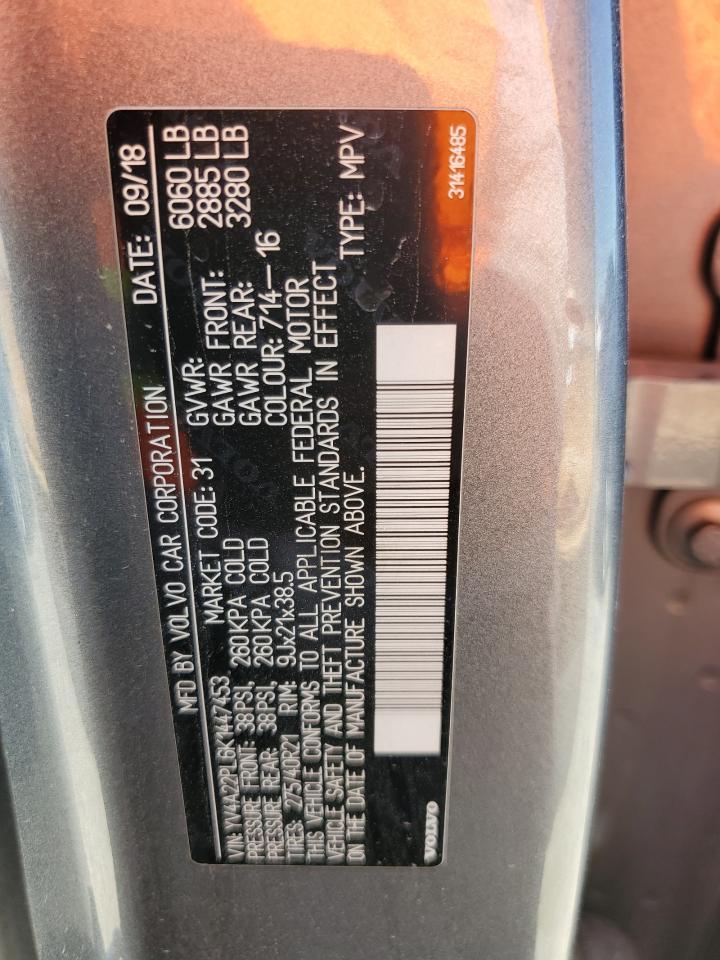 MFD BY VOLVO CAR CORPORATION DATE: 09/18
VIN: YV4A22PL6K1447453 MARKET CODE: 31 GVWR: 6060 LB
PRESSURE FRONT: 38PSI, 260KPA COLD GAWR FRONT: 2885 LB
PRESSURE REAR: 38PSI, 260KPA COLD GAWR REAR: 3280 LB
TIRES: 275/40R21 RIM: 9Jx21x38.5 COLOUR: 714– 16
THIS VEHICLE CONFORMS TO ALL APPLICABLE FEDERAL MOTOR
VEHICLE SAFETY AND THEFT PREVENTION STANDARDS IN EFFECT
ON THE DATE OF MANUFACTURE SHOWN ABOVE. TYPE: MPV
VOLVO 31416485